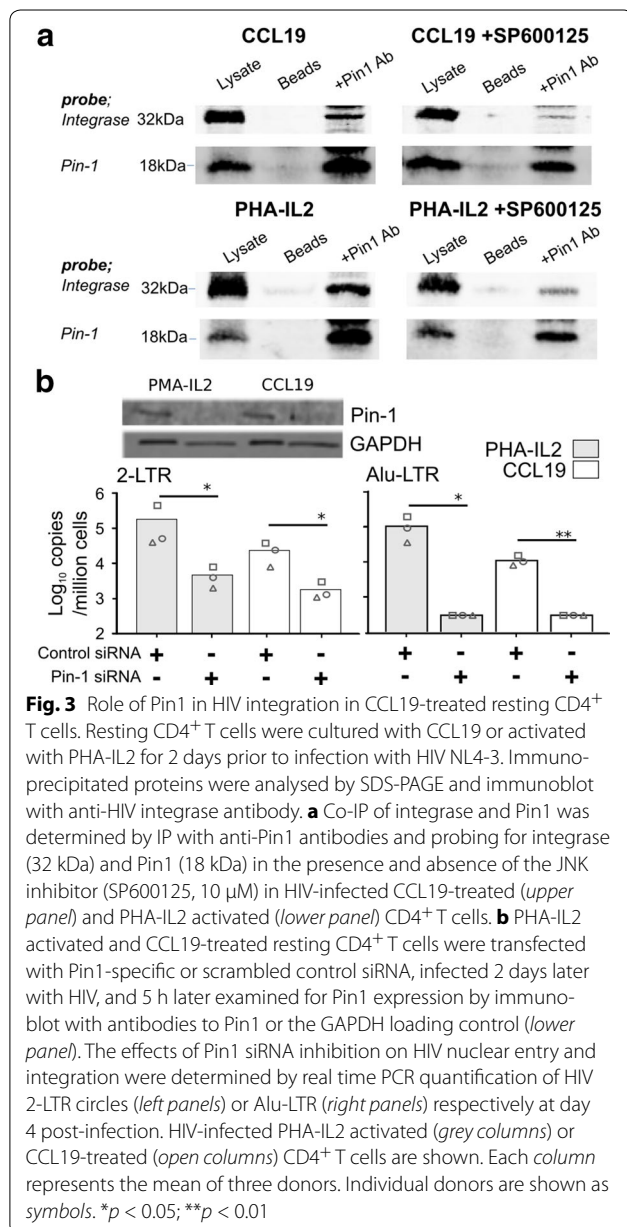 a
CCL19 CCL19 +SP600125
Lysate Beads +Pin1 Ab Lysate Beads +Pin1 Ab
probe;
Integrase 32kDa
Pin-1 18kDa
PHA-IL2 PHA-IL2 +SP600125
Lysate Beads +Pin1 Ab Lysate Beads +Pin1 Ab
probe;
Integrase 32kDa 32kDa
Pin-1 18kDa 18kDa
b
PMA-IL2 CCL19
Pin-1
GAPDH
PHA-IL2
CCL19
2-LTR Alu-LTR
Log10 copies
/million cells
6
5
4
3
2
* * * **
Control siRNA + - + - + - + -
Pin-1 siRNA - + - + - + - +
Fig. 3 Role of Pin1 in HIV integration in CCL19-treated resting CD4+
T cells. Resting CD4+ T cells were cultured with CCL19 or activated
with PHA-IL2 for 2 days prior to infection with HIV NL4-3. Immuno-
precipitated proteins were analysed by SDS-PAGE and immunoblot
with anti-HIV integrase antibody. a Co-IP of integrase and Pin1 was
determined by IP with anti-Pin1 antibodies and probing for integrase
(32 kDa) and Pin1 (18 kDa) in the presence and absence of the JNK
inhibitor (SP600125, 10 μM) in HIV-infected CCL19-treated (upper
panel) and PHA-IL2 activated (lower panel) CD4+ T cells. b PHA-IL2
activated and CCL19-treated resting CD4+ T cells were transfected
with Pin1-specific or scrambled control siRNA, infected 2 days later
with HIV, and 5 h later examined for Pin1 expression by immuno-
blot with antibodies to Pin1 or the GAPDH loading control (lower
panel). The effects of Pin1 siRNA inhibition on HIV nuclear entry and
integration were determined by real time PCR quantification of HIV
2-LTR circles (left panels) or Alu-LTR (right panels) respectively at day
4 post-infection. HIV-infected PHA-IL2 activated (grey columns) or
CCL19-treated (open columns) CD4+ T cells are shown. Each column
represents the mean of three donors. Individual donors are shown as
symbols. *p < 0.05; **p < 0.01